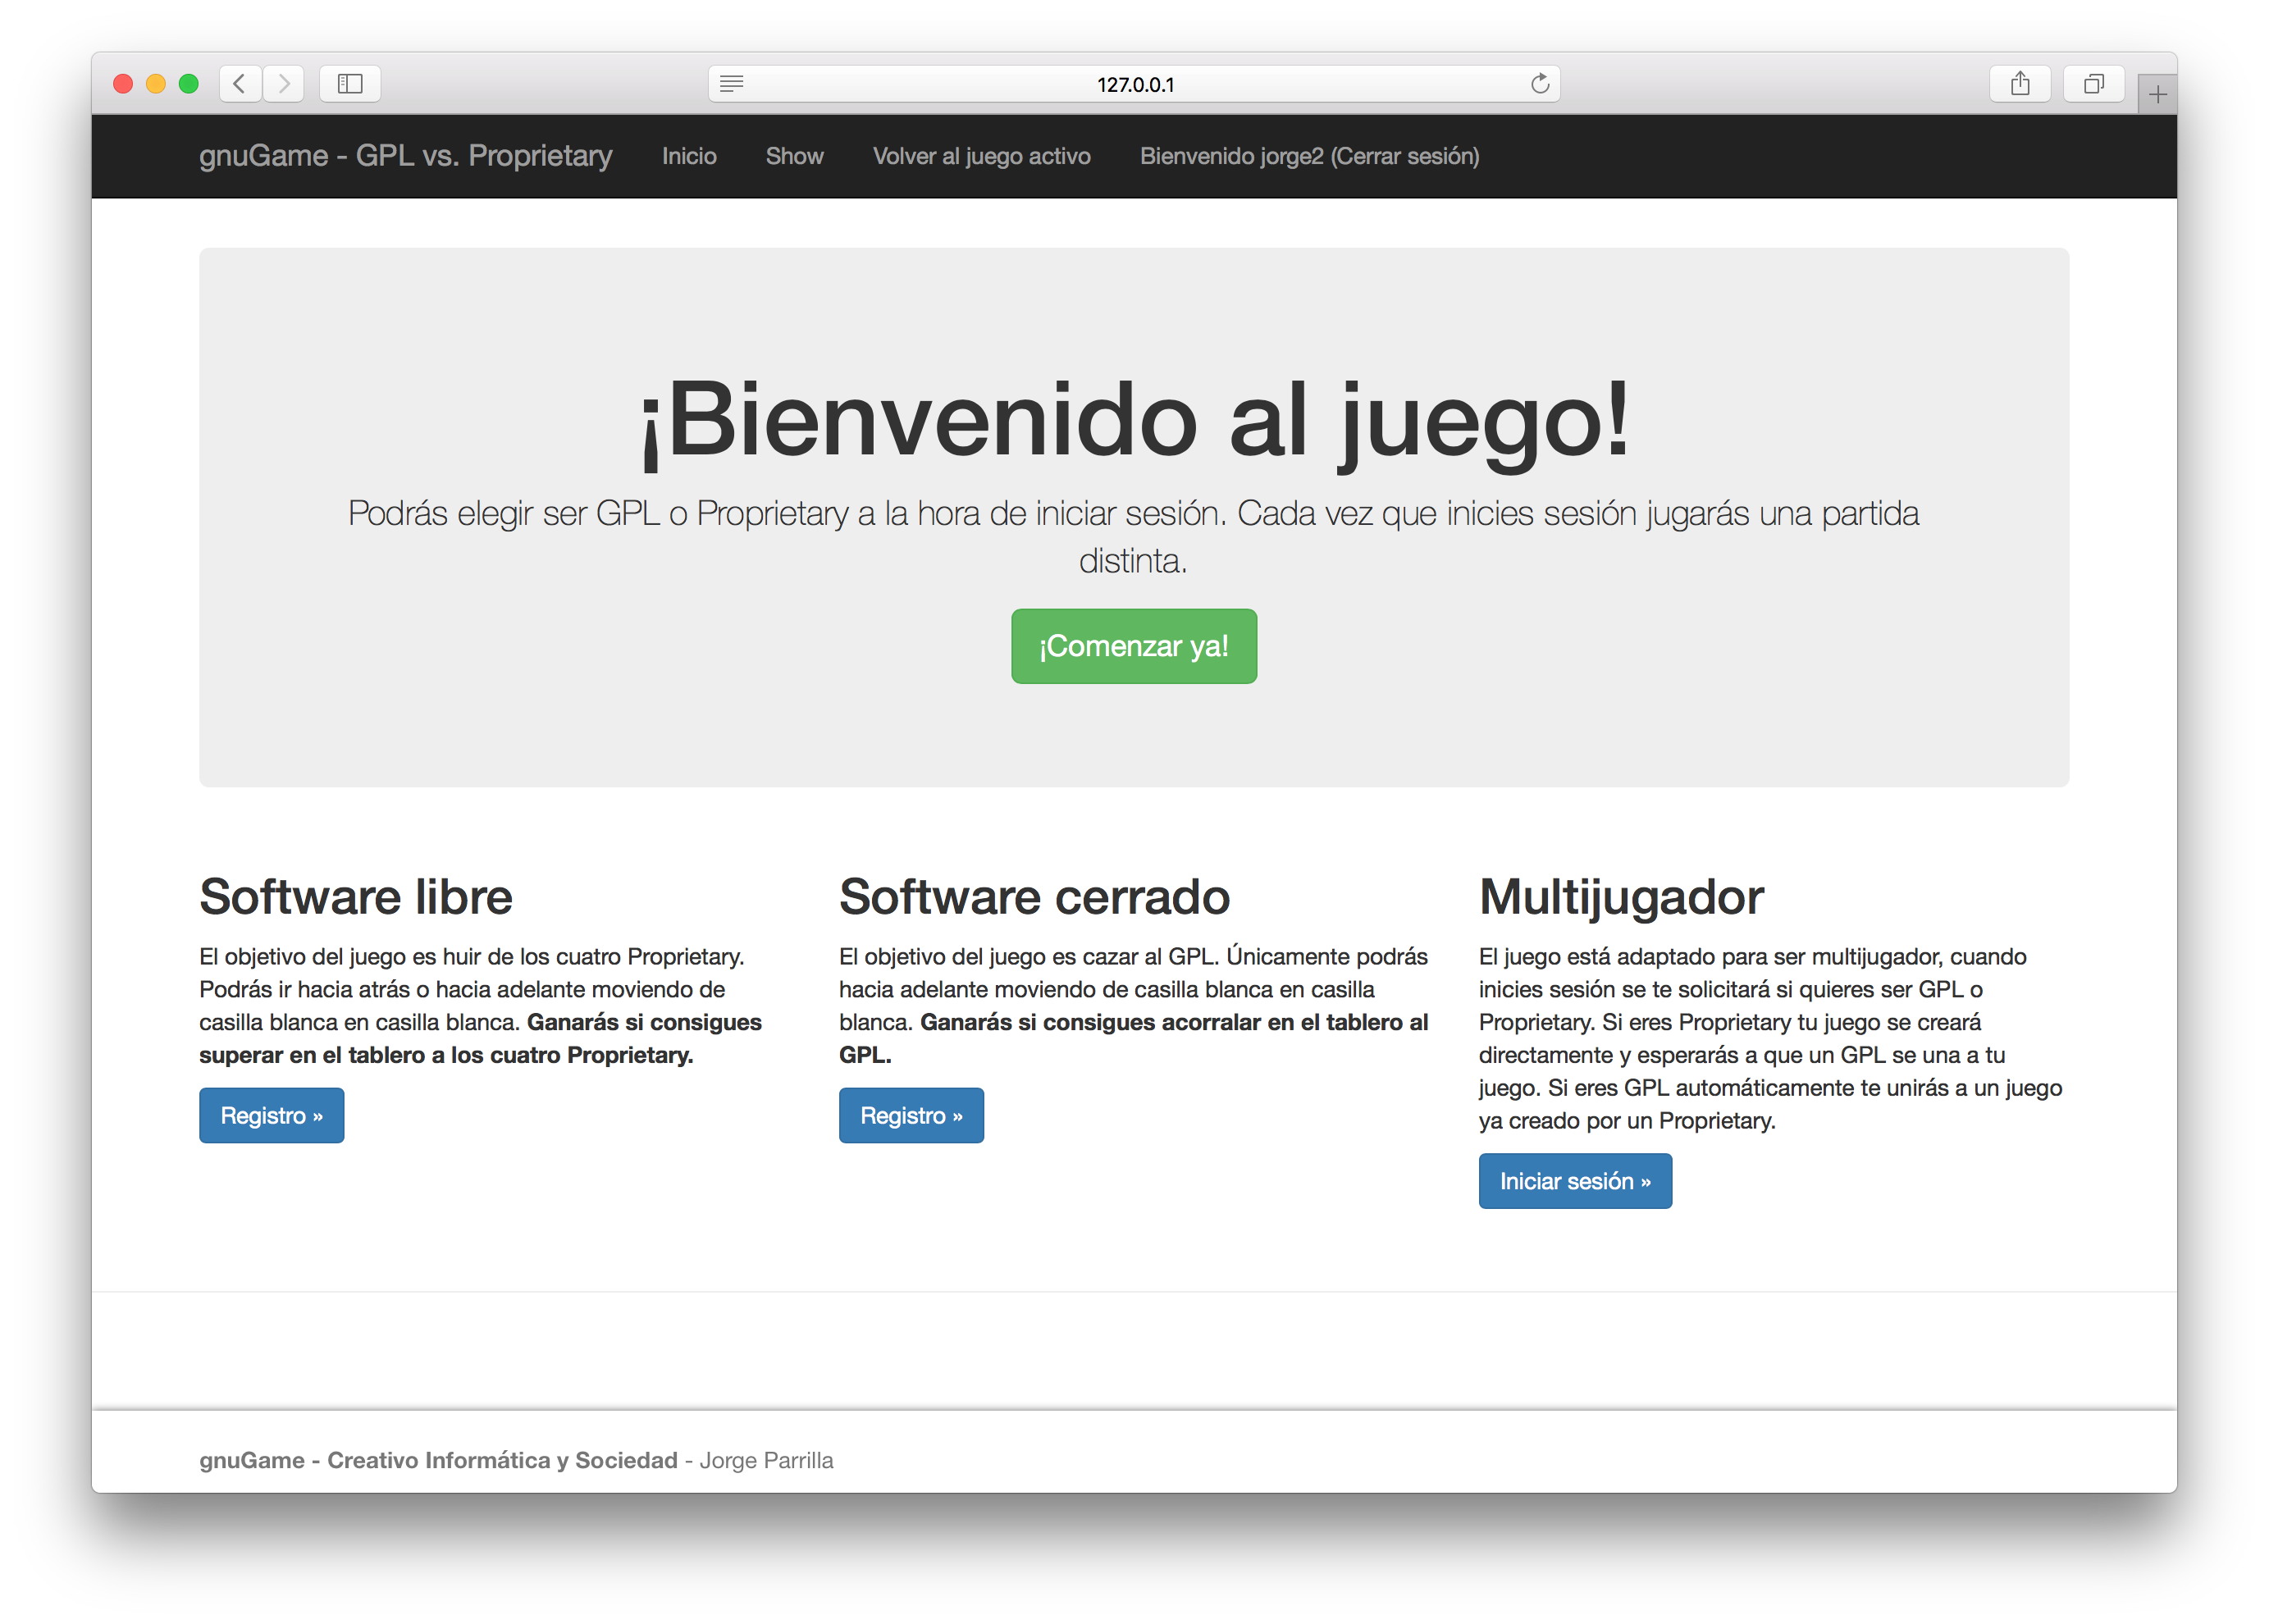 127.0.0.1
gnuGame - GPL vs. Proprietary Inicio Show Volver al juego activo Bienvenido jorge2 (Cerrar sesión)
¡Bienvenido al juego!
Podrás elegir ser GPL o Proprietary a la hora de iniciar sesión. Cada vez que inicies sesión jugarás una partida
distinta.
¡Comenzar ya!
Software libre
El objetivo del juego es huir de los cuatro Proprietary.
Podrás ir hacia atrás o hacia adelante moviendo de
casilla blanca en casilla blanca. Ganarás si consigues
superar en el tablero a los cuatro Proprietary.
Registro »
Software cerrado
El objetivo del juego es cazar al GPL. Únicamente podrás
hacia adelante moviendo de casilla blanca en casilla
blanca. Ganarás si consigues acorralar en el tablero al
GPL.
Registro »
Multijugador
El juego está adaptado para ser multijugador, cuando
inicies sesión se te solicitará si quieres ser GPL o
Proprietary. Si eres Proprietary tu juego se creará
directamente y esperarás a que un GPL se una a tu
juego. Si eres GPL automáticamente te unirás a un juego
ya creado por un Proprietary.
Iniciar sesión »
gnuGame - Creativo Informática y Sociedad - Jorge Parrilla